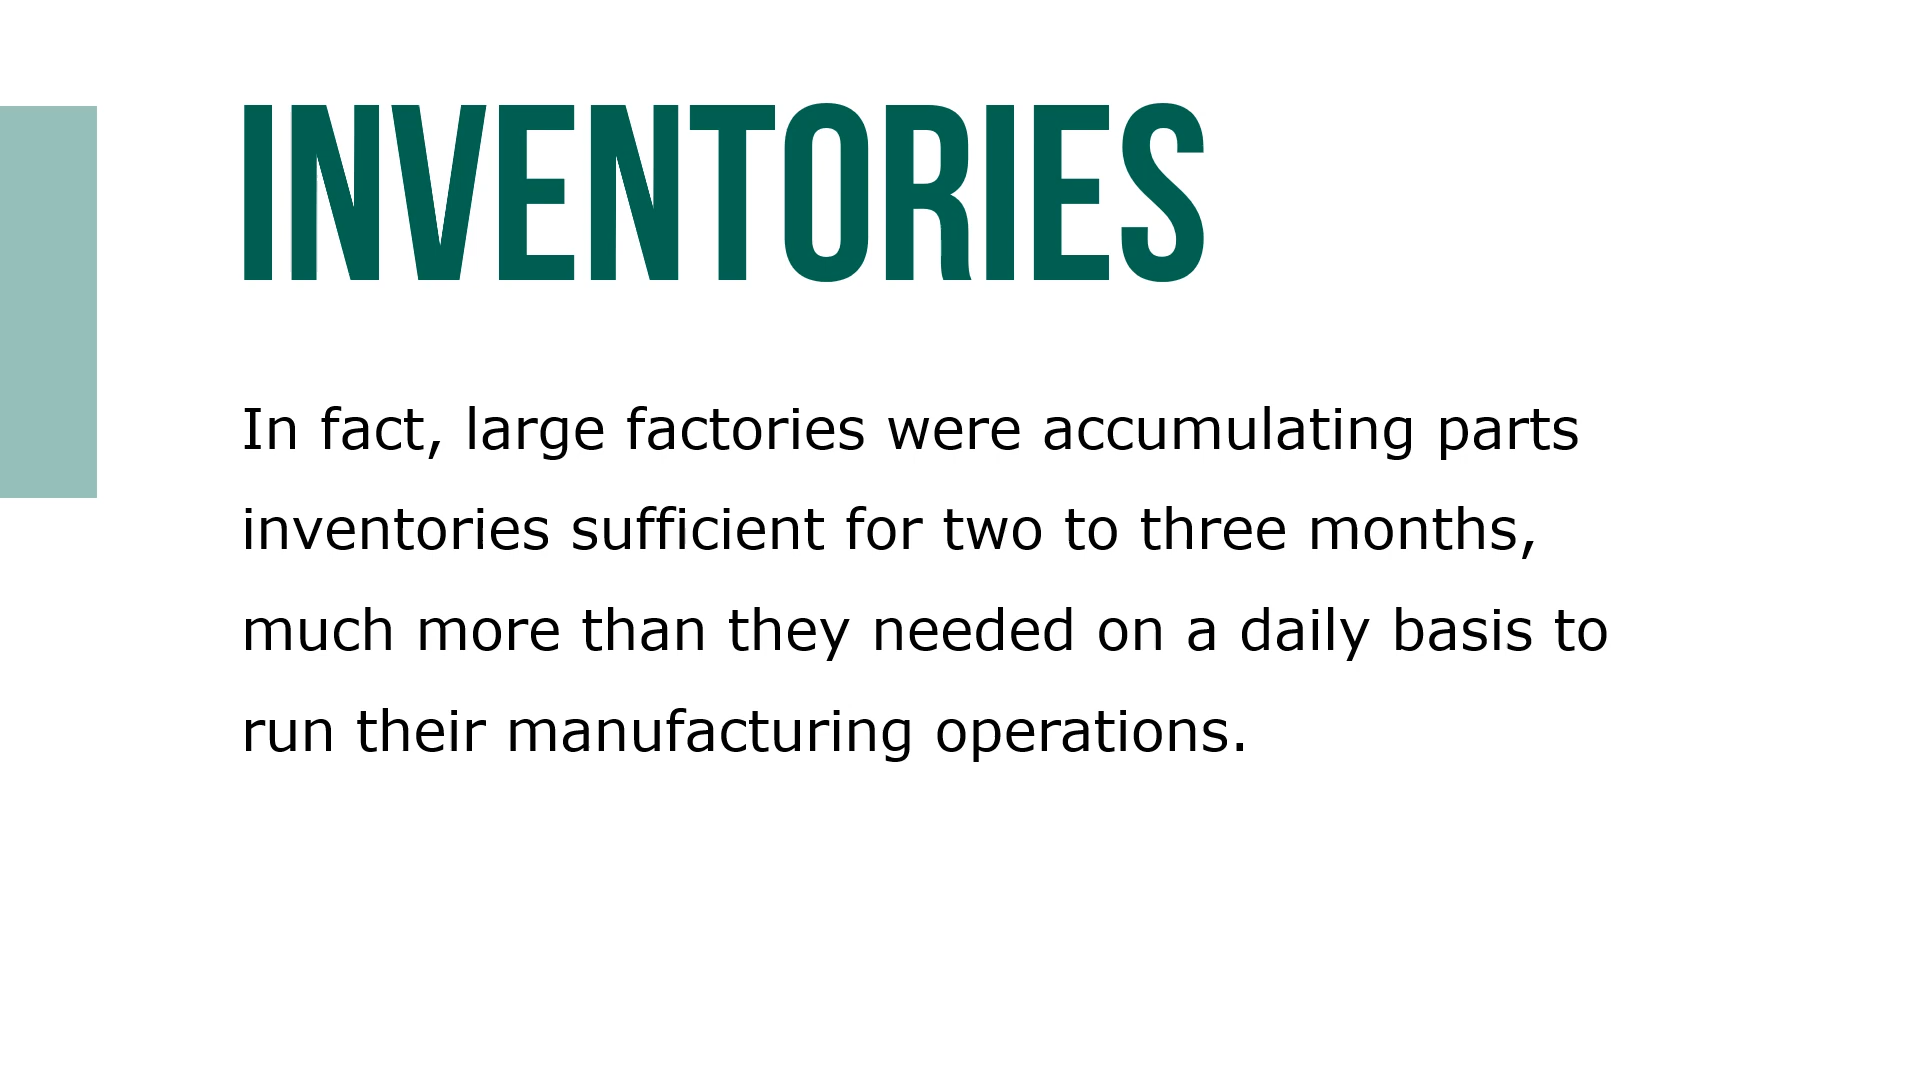 INVENTORIES
In fact, large factories were accumulating parts
inventories sufficient for two to three months,
much more than they needed on a daily basis to
run their manufacturing operations.